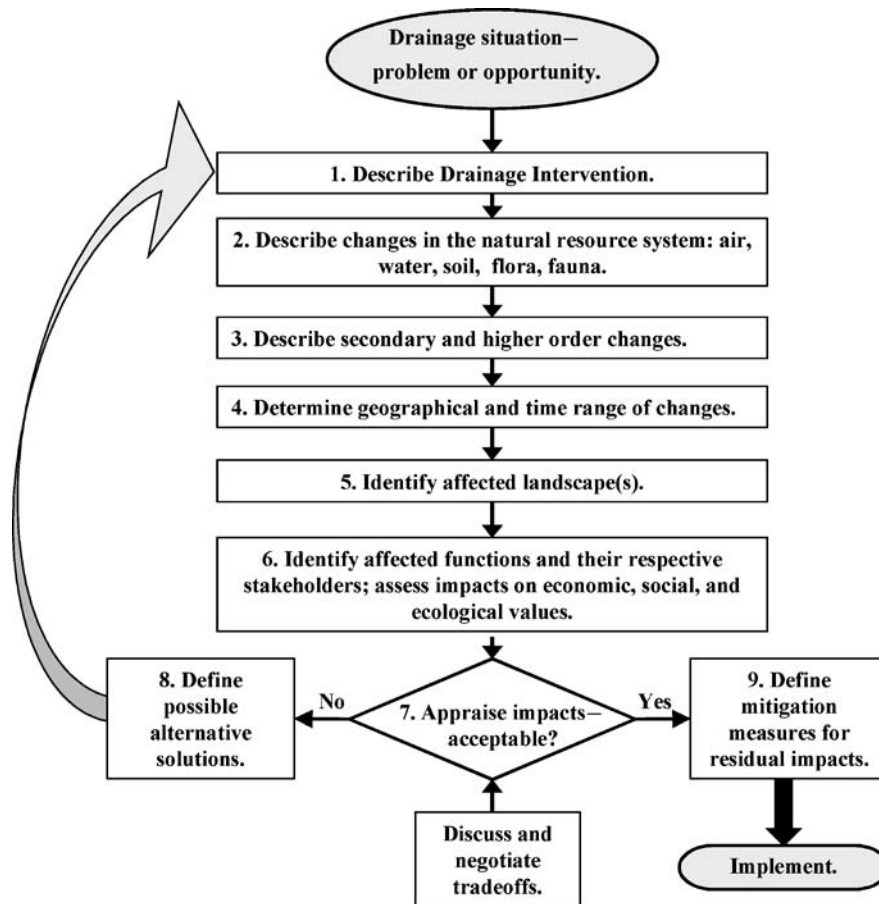 Drainage situation—
problem or opportunity.
1. Describe Drainage Intervention.
2. Describe changes in the natural resource system: air,
water, soil, flora, fauna.
3. Describe secondary and higher order changes.
4. Determine geographical and time range of changes.
5. Identify affected landscape(s).
6. Identify affected functions and their respective
stakeholders; assess impacts on economic, social, and
ecological values.
8. Define
possible
alternative
solutions.
No
7. Appraise impacts—
acceptable?
Yes
9. Define
mitigation
measures for
residual impacts.
Discuss and
negotiate
tradeoffs.
Implement.